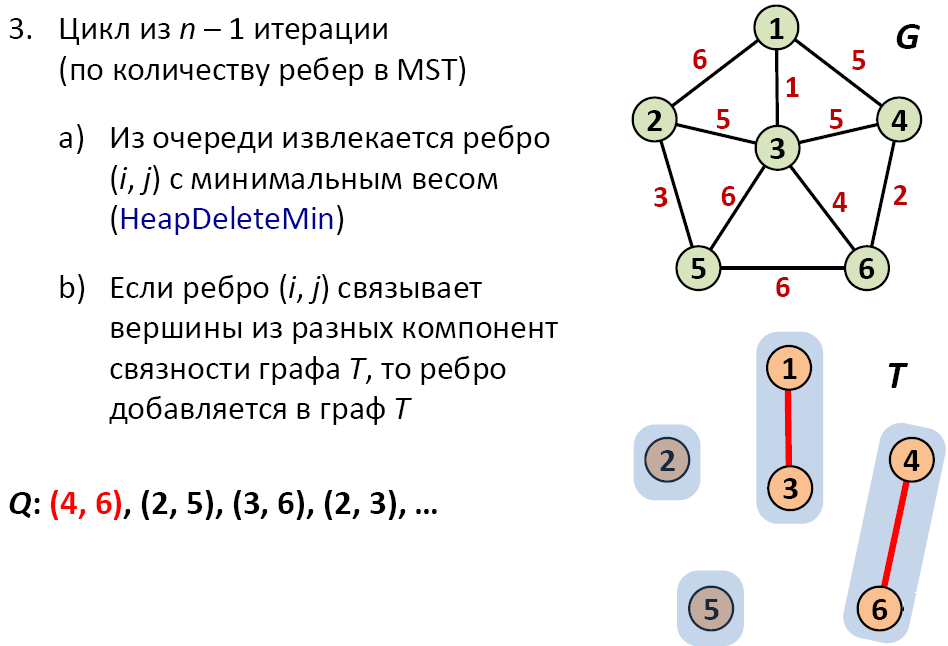 3. Цикл из n – 1 итерации
(по количеству ребер в MST)
a) Из очереди извлекается ребро
(i, j) с минимальным весом
(HeapDeleteMin)
b) Если ребро (i, j) связывает
вершины из разных компонент
связности графа T, то ребро
добавляется в граф T
Q: (4, 6), (2, 5), (3, 6), (2, 3), ...
G
1
6
5
1
2
5
5
4
3
3
6
4
2
5
6
6
T
1
2
4
3
5
6